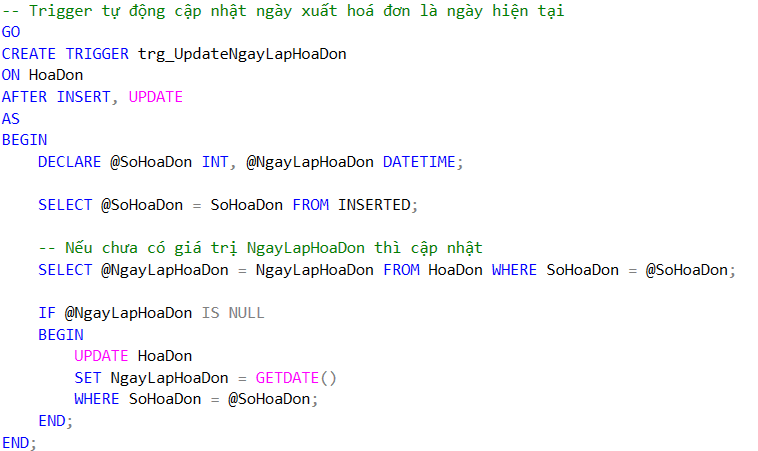 -- Trigger tự động cập nhật ngày xuất hoá đơn là ngày hiện tại
GO
CREATE TRIGGER trg_UpdateNgayLapHoaDon
ON HoaDon
AFTER INSERT, UPDATE
AS
BEGIN
    DECLARE @SoHoaDon INT, @NgayLapHoaDon DATETIME;
    SELECT @SoHoaDon = SoHoaDon FROM INSERTED;
    -- Nếu chưa có giá trị NgayLapHoaDon thì cập nhật
    SELECT @NgayLapHoaDon = NgayLapHoaDon FROM HoaDon WHERE SoHoaDon = @SoHoaDon;
    IF @NgayLapHoaDon IS NULL
    BEGIN
        UPDATE HoaDon
        SET NgayLapHoaDon = GETDATE()
        WHERE SoHoaDon = @SoHoaDon;
    END;
END;